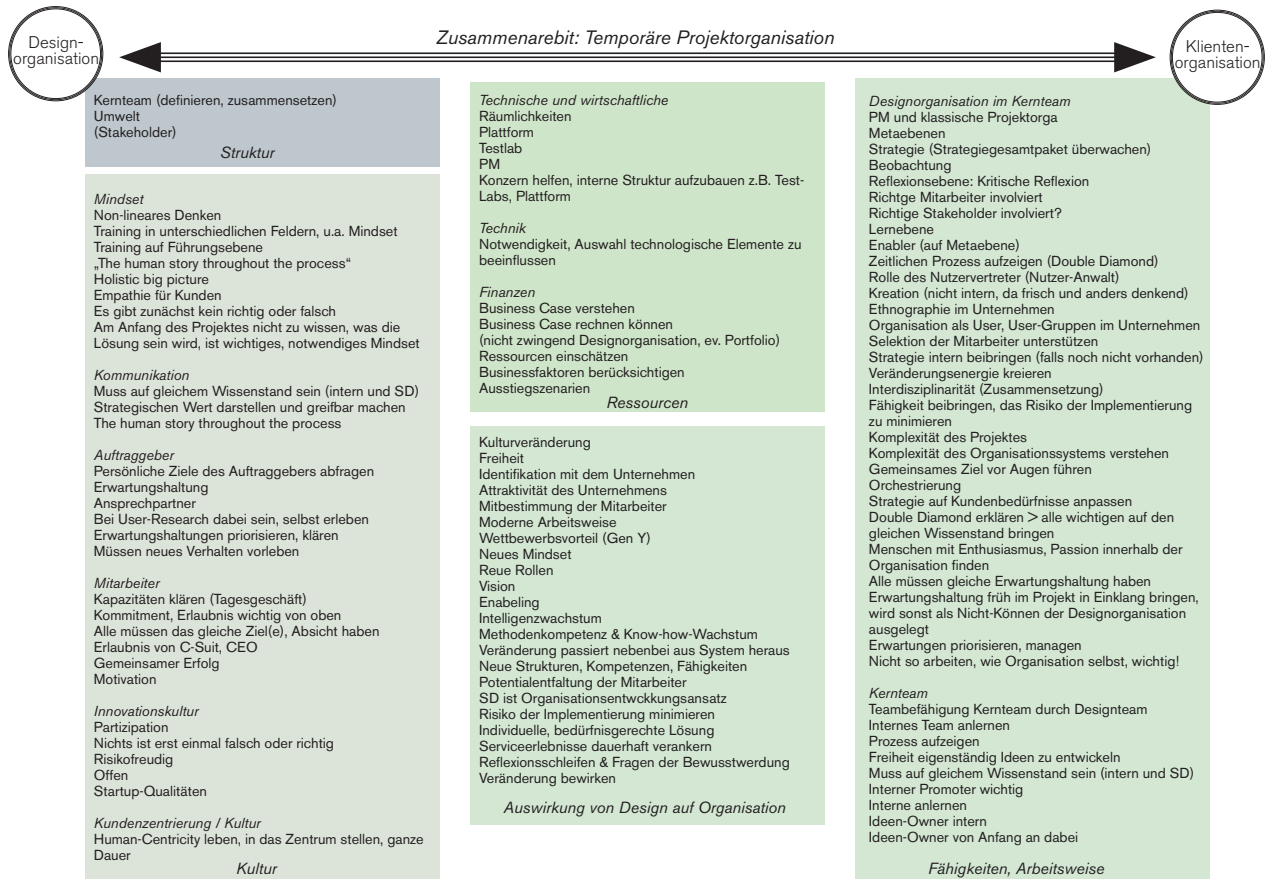 Design-
organisation
Zusammenarebit: Temporäre Projektorganisation
Klienten-
organisation
Kernteam (definieren, zusammensetzen)
Umwelt
(Stakeholder)
Struktur
Mindset
Non-lineares Denken
Training in unterschiedlichen Feldern, u.a. Mindset
Training auf Führungsebene
„The human story throughout the process“
Holistic big picture
Empathie für Kunden
Es gibt zunächst kein richtig oder falsch
Am Anfang des Projektes nicht zu wissen, was die
Lösung sein wird, ist wichtiges, notwendiges Mindset
Kommunikation
Muss auf gleichem Wissenstand sein (intern und SD)
Strategischen Wert darstellen und greifbar machen
The human story throughout the process
Auftraggeber
Persönliche Ziele des Auftraggebers abfragen
Erwartungshaltung
Ansprechpartner
Bei User-Research dabei sein, selbst erleben
Erwartungshaltungen priorisieren, klären
Müssen neues Verhalten vorleben
Mitarbeiter
Kapazitäten klären (Tagesgeschäft)
Kommitment, Erlaubnis wichtig von oben
Alle müssen das gleiche Ziel(e), Absicht haben
Erlaubnis von C-Suit, CEO
Gemeinsamer Erfolg
Motivation
Innovationskultur
Partizipation
Nichts ist erst einmal falsch oder richtig
Risikofreudig
Offen
Startup-Qualitäten
Kundenzentrierung / Kultur
Human-Centricity leben, in das Zentrum stellen, ganze
Dauer
Kultur
Technische und wirtschaftliche
Räumlichkeiten
Plattform
Testlab
PM
Konzern helfen, interne Struktur aufzubauen z.B. Test-
Labs, Plattform
Technik
Notwendigkeit, Auswahl technologische Elemente zu
beeinflussen
Finanzen
Business Case verstehen
Business Case rechnen können
(nicht zwingend Designorganisation, ev. Portfolio)
Ressourcen einschätzen
Businessfaktoren berücksichtigen
Ausstiegszenarien
Ressourcen
Kulturveränderung
Freiheit
Identifikation mit dem Unternehmen
Attraktivität des Unternehmens
Mitbestimmung der Mitarbeiter
Moderne Arbeitsweise
Wettbewerbsvorteil (Gen Y)
Neues Mindset
Reue Rollen
Vision
Enabeling
Intelligenzwachstum
Methodenkompetenz & Know-how-Wachstum
Veränderung passiert nebenbei aus System heraus
Neue Strukturen, Kompetenzen, Fähigkeiten
Potentialentfaltung der Mitarbeiter
SD ist Organisationsentwckkungsansatz
Risiko der Implementierung minimieren
Individuelle, bedürfnisgerechte Lösung
Serviceerlebnisse dauerhaft verankern
Reflexionsschleifen & Fragen der Bewusstwerdung
Veränderung bewirken
Auswirkung von Design auf Organisation
Designorganisation im Kernteam
PM und klassische Projektorga
Metaebenen
Strategie (Strategiegesamtpaket überwachen)
Beobachtung
Reflexionsebene: Kritische Reflexion
Richtge Mitarbeiter involviert
Richtige Stakeholder involviert?
Lernebene
Enabler (auf Metaebene)
Zeitlichen Prozess aufzeigen (Double Diamond)
Rolle des Nutzervertreter (Nutzer-Anwalt)
Kreation (nicht intern, da frisch und anders denkend)
Ethnographie im Unternehmen
Organisation als User, User-Gruppen im Unternehmen
Selektion der Mitarbeiter unterstützen
Strategie intern beibringen (falls noch nicht vorhanden)
Veränderungsenergie kreieren
Interdisziplinarität (Zusammensetzung)
Fähigkeit beibringen, das Risiko der Implementierung
zu minimieren
Komplexität des Projektes
Komplexität des Organisationssystems verstehen
Gemeinsames Ziel vor Augen führen
Orchestrierung
Strategie auf Kundenbedürfnisse anpassen
Double Diamond erklären > alle wichtigen auf den
gleichen Wissenstand bringen
Menschen mit Enthusiasmus, Passion innerhalb der
Organisation finden
Alle müssen gleiche Erwartungshaltung haben
Erwartungshaltung früh im Projekt in Einklang bringen,
wird sonst als Nicht-Können der Designorganisation
ausgelegt
Erwartungen priorisieren, managen
Nicht so arbeiten, wie Organisation selbst, wichtig!
Kernteam
Teambefähigung Kernteam durch Designteam
Internes Team anlernen
Prozess aufzeigen
Freiheit eigenständig Ideen zu entwickeln
Muss auf gleichem Wissenstand sein (intern und SD)
Interner Promoter wichtig
Interne anlernen
Ideen-Owner intern
Ideen-Owner von Anfang an dabei
Fähigkeiten, Arbeitsweise